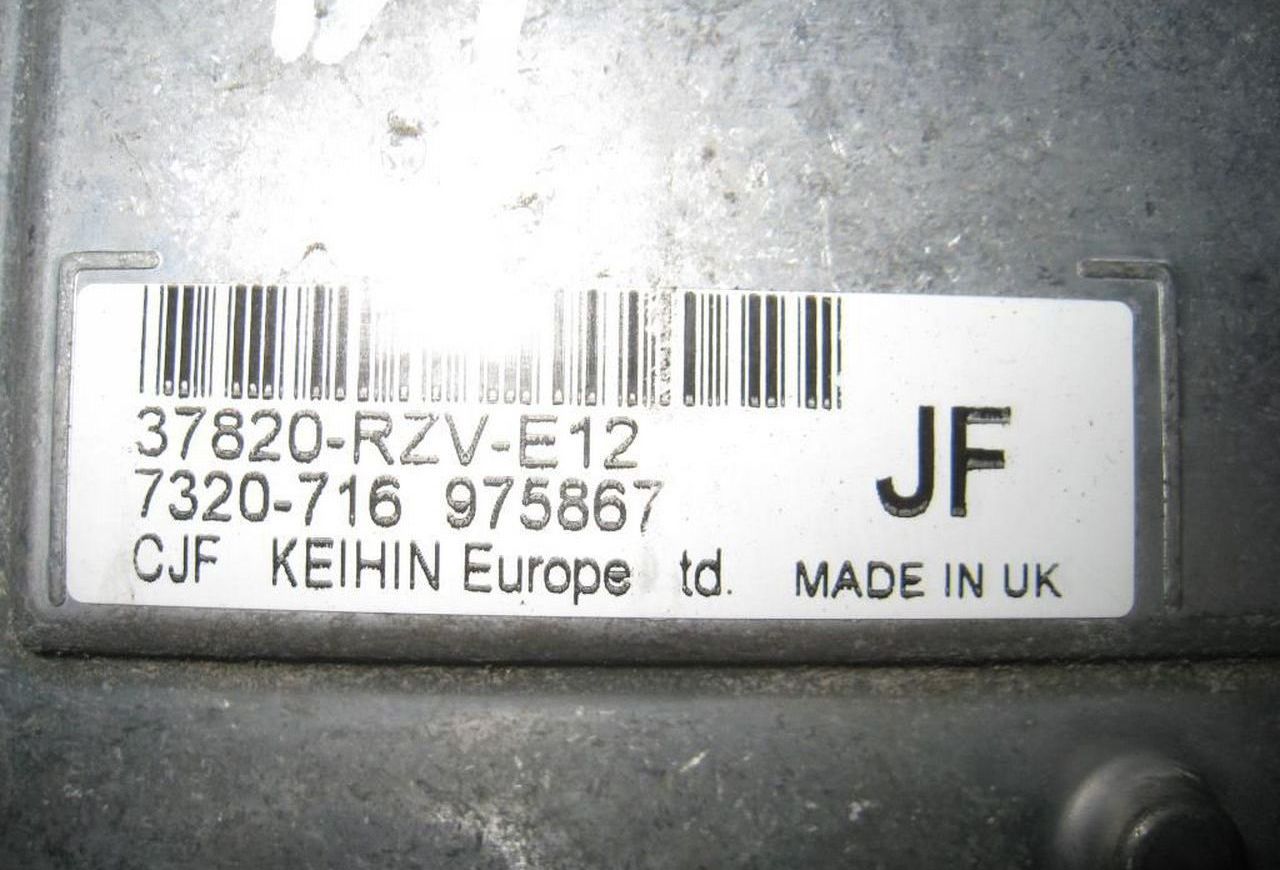 37820-RZV-E12
7320-716 975867
JF
CJF KEIHIN Europe td. MADE IN UK